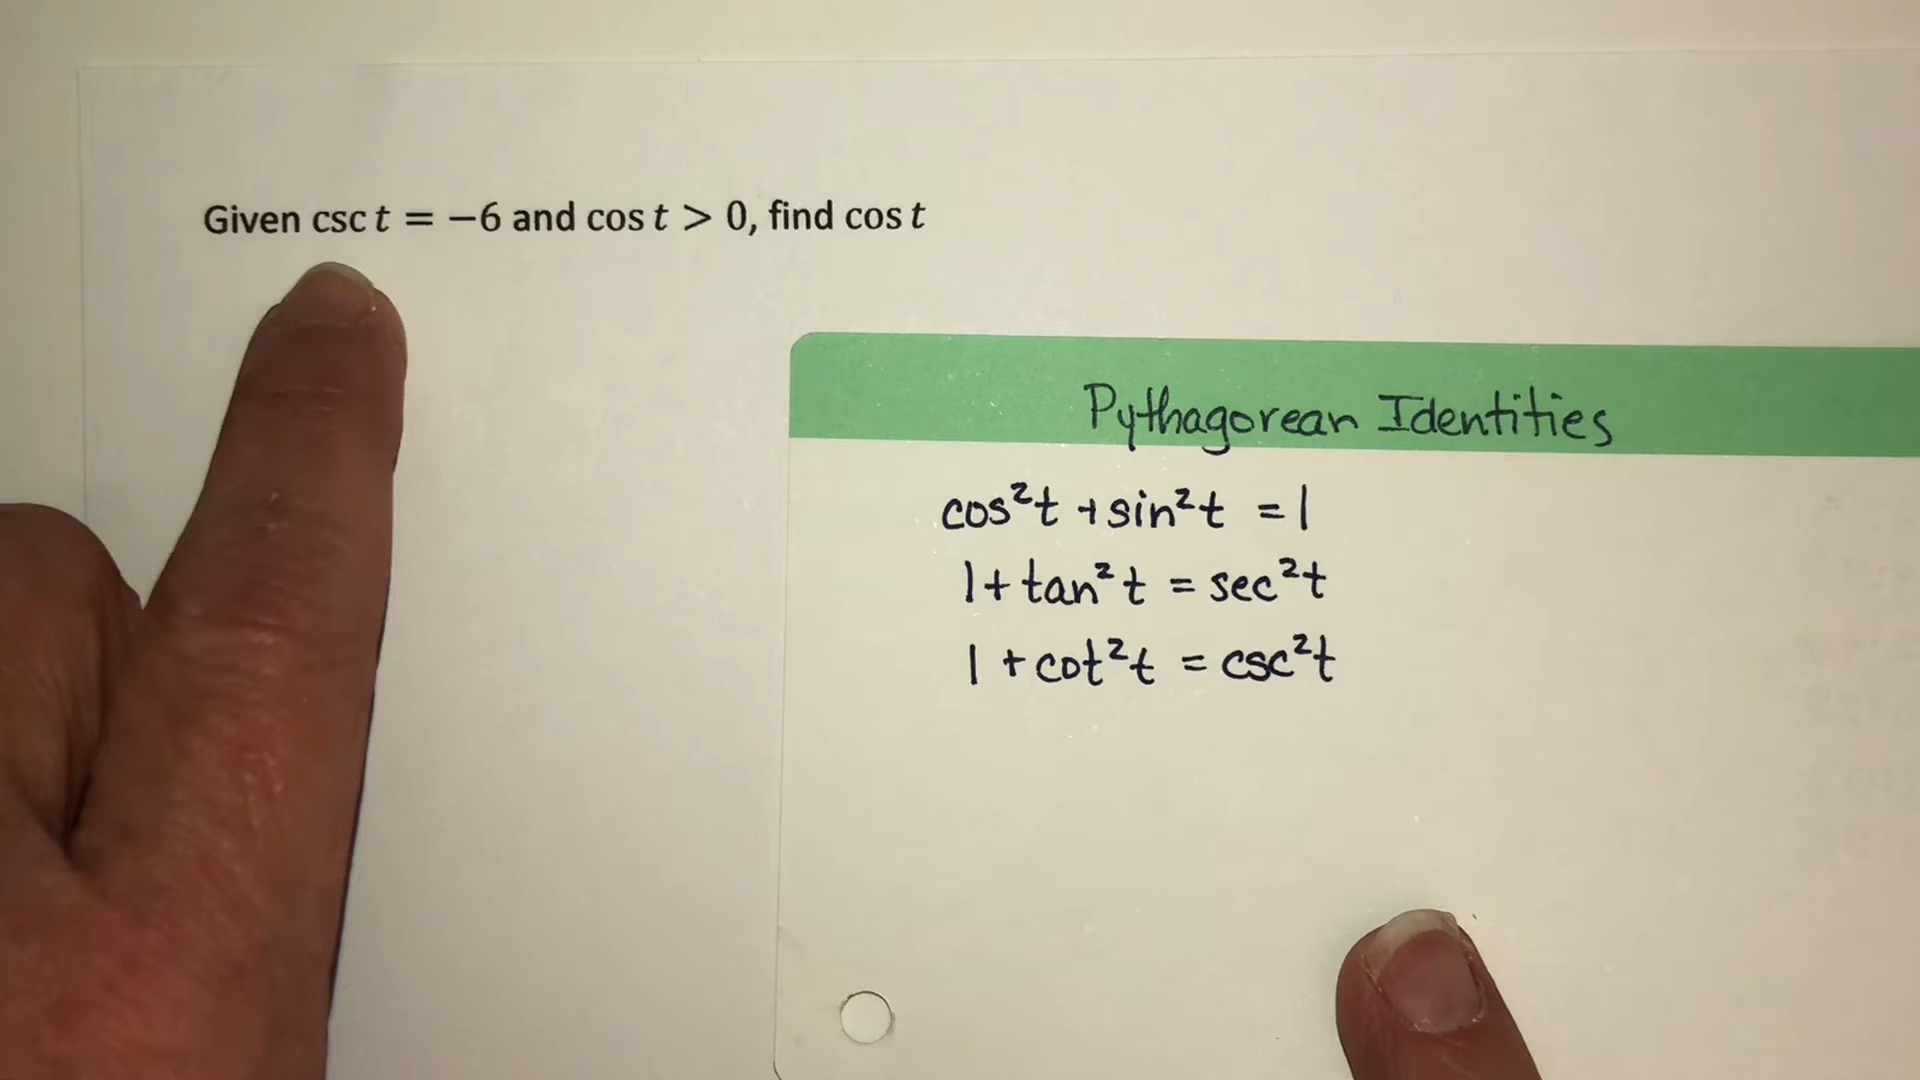 Given csc t = −6 and cos t > 0, find cos t
Pythagorean Identities
cos²t + sin²t = 1
1 + tan²t = sec²t
1 + cot²t = csc²t